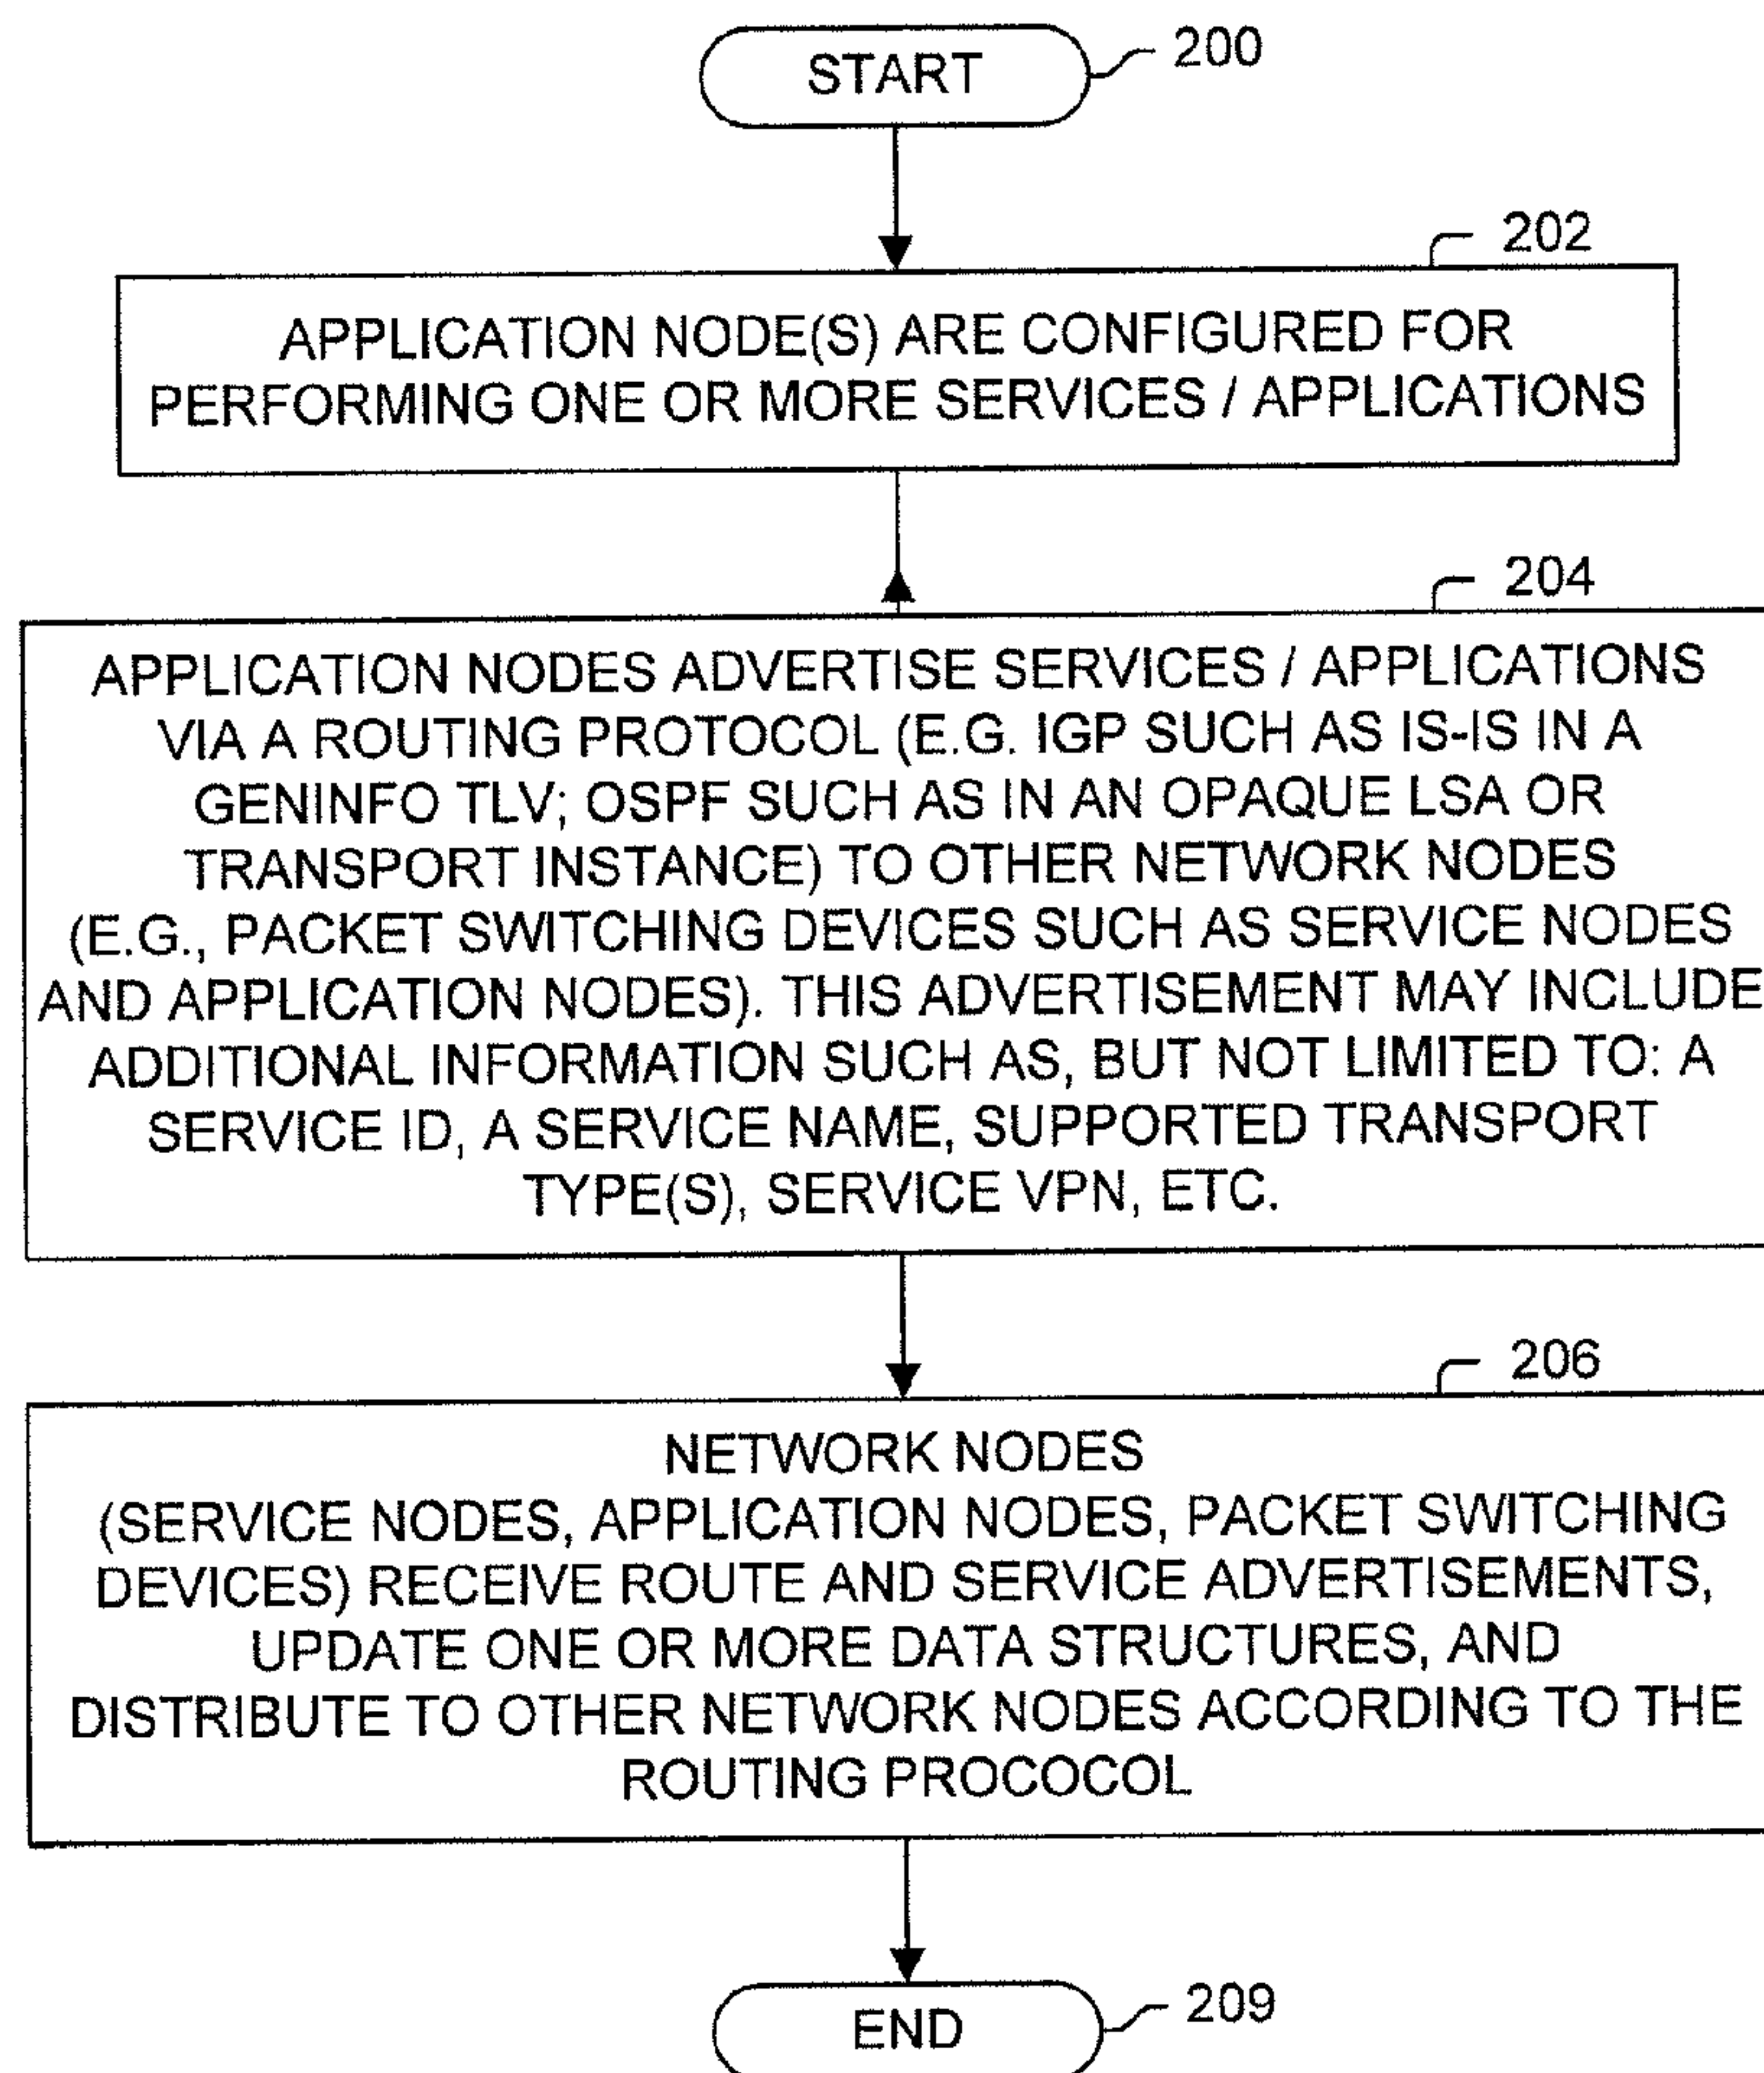 START
200
202
APPLICATION NODE(S) ARE CONFIGURED FOR
PERFORMING ONE OR MORE SERVICES / APPLICATIONS
204
APPLICATION NODES ADVERTISE SERVICES / APPLICATIONS
VIA A ROUTING PROTOCOL (E.G. IGP SUCH AS IS-IS IN A
GENINFO TLV; OSPF SUCH AS IN AN OPAQUE LSA OR
TRANSPORT INSTANCE) TO OTHER NETWORK NODES
(E.G., PACKET SWITCHING DEVICES SUCH AS SERVICE NODES
AND APPLICATION NODES). THIS ADVERTISEMENT MAY INCLUDE
ADDITIONAL INFORMATION SUCH AS, BUT NOT LIMITED TO: A
SERVICE ID, A SERVICE NAME, SUPPORTED TRANSPORT
TYPE(S), SERVICE VPN, ETC.
206
NETWORK NODES
(SERVICE NODES, APPLICATION NODES, PACKET SWITCHING
DEVICES) RECEIVE ROUTE AND SERVICE ADVERTISEMENTS,
UPDATE ONE OR MORE DATA STRUCTURES, AND
DISTRIBUTE TO OTHER NETWORK NODES ACCORDING TO THE
ROUTING PROCOCOL
END
209